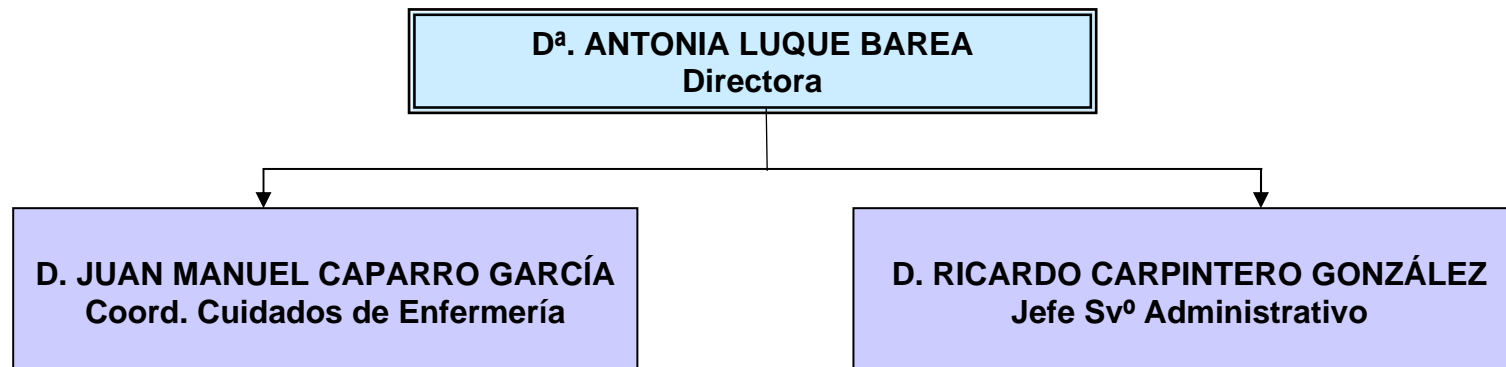 Dª. ANTONIA LUQUE BAREA
Directora
D. JUAN MANUEL CAPARRO GARCÍA
Coord. Cuidados de Enfermería
D. RICARDO CARPINTERO GONZÁLEZ
Jefe Svº Administrativo